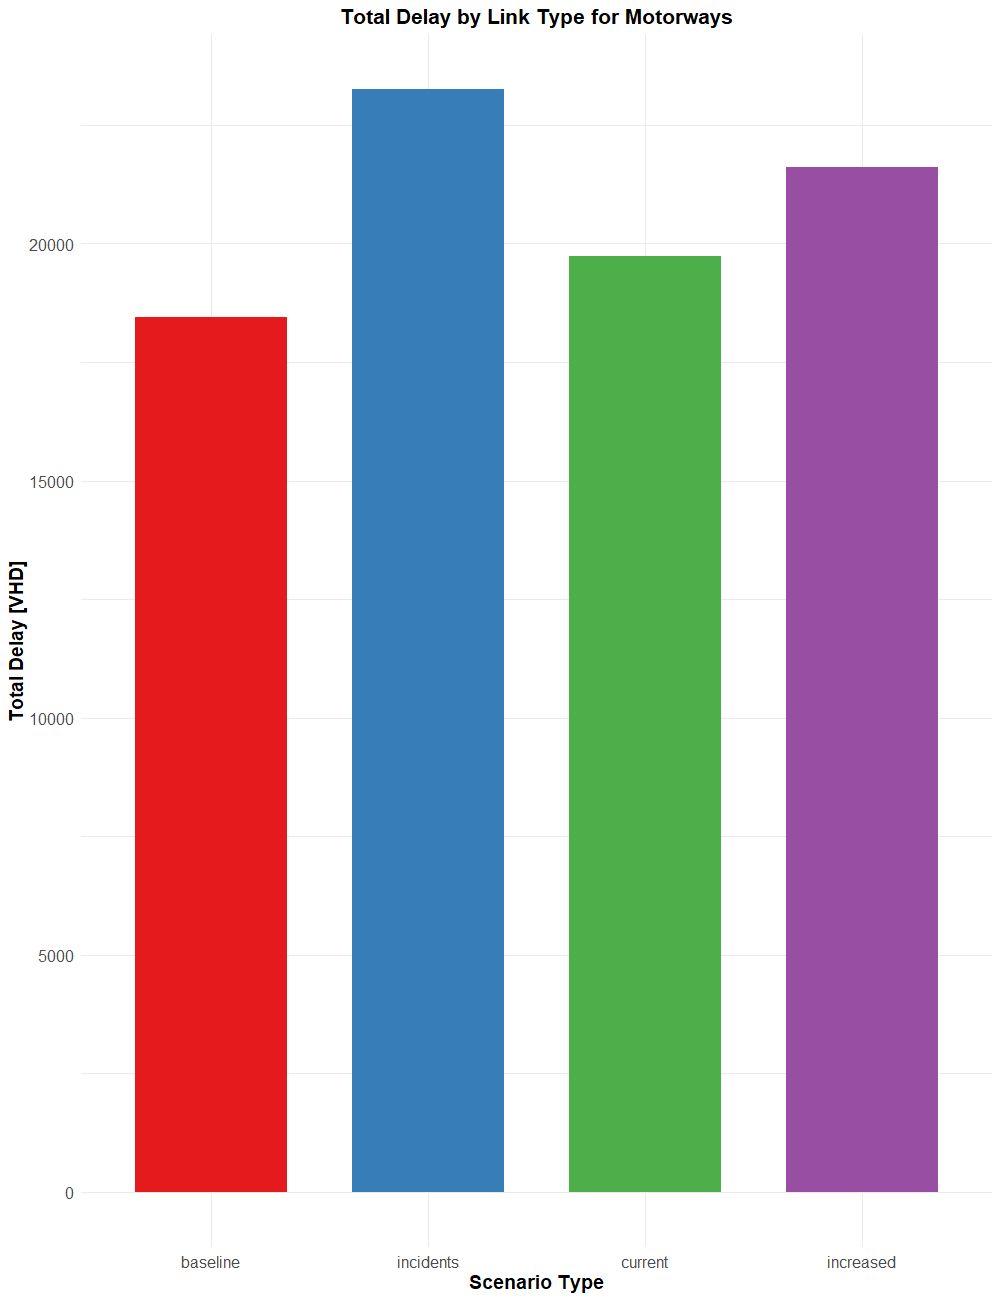 Total Delay by Link Type for Motorways
Total Delay [VHD]
20000
15000
10000
5000
0
baseline
incidents
current
increased
Scenario Type